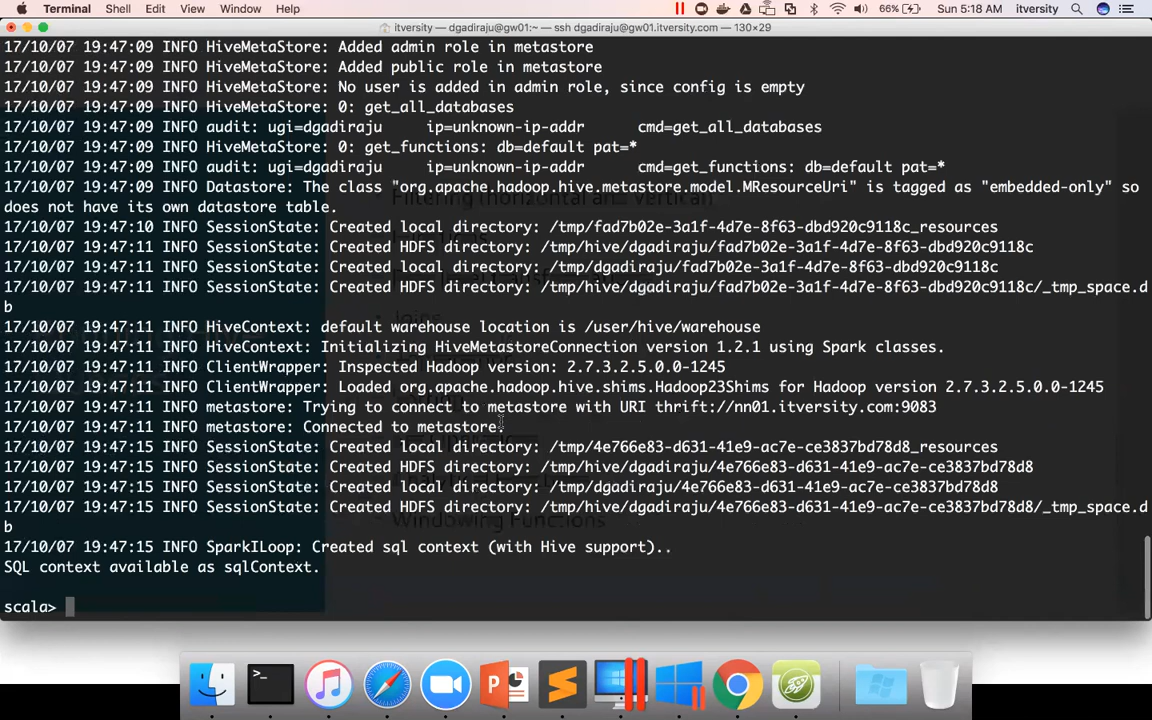 Terminal Shell Edit View Window Help 66% Sun 5:18 AM itversity
itversity — dgadiraju@gw01:~ — ssh dgadiraju@gw01.itversity.com — 130×29
17/10/07 19:47:09 INFO HiveMetaStore: Added admin role in metastore
17/10/07 19:47:09 INFO HiveMetaStore: Added public role in metastore
17/10/07 19:47:09 INFO HiveMetaStore: No user is added in admin role, since config is empty
17/10/07 19:47:09 INFO HiveMetaStore: 0: get_all_databases
17/10/07 19:47:09 INFO audit: ugi=dgadiraju ip=unknown-ip-addr cmd=get_all_databases
17/10/07 19:47:09 INFO HiveMetaStore: 0: get_functions: db=default pat=*
17/10/07 19:47:09 INFO audit: ugi=dgadiraju ip=unknown-ip-addr cmd=get_functions: db=default pat=*
17/10/07 19:47:09 INFO Datastore: The class "org.apache.hadoop.hive.metastore.model.MResourceUri" is tagged as "embedded-only" so
does not have its own datastore table.
17/10/07 19:47:10 INFO SessionState: Created local directory: /tmp/fad7b02e-3a1f-4d7e-8f63-dbd920c9118c_resources
17/10/07 19:47:11 INFO SessionState: Created HDFS directory: /tmp/hive/dgadiraju/fad7b02e-3a1f-4d7e-8f63-dbd920c9118c
17/10/07 19:47:11 INFO SessionState: Created local directory: /tmp/dgadiraju/fad7b02e-3a1f-4d7e-8f63-dbd920c9118c
17/10/07 19:47:11 INFO SessionState: Created HDFS directory: /tmp/hive/dgadiraju/fad7b02e-3a1f-4d7e-8f63-dbd920c9118c/_tmp_space.d
b
17/10/07 19:47:11 INFO HiveContext: default warehouse location is /user/hive/warehouse
17/10/07 19:47:11 INFO HiveContext: Initializing HiveMetastoreConnection version 1.2.1 using Spark classes.
17/10/07 19:47:11 INFO ClientWrapper: Inspected Hadoop version: 2.7.3.2.5.0.0-1245
17/10/07 19:47:11 INFO ClientWrapper: Loaded org.apache.hadoop.hive.shims.Hadoop23Shims for Hadoop version 2.7.3.2.5.0.0-1245
17/10/07 19:47:11 INFO metastore: Trying to connect to metastore with URI thrift://nn01.itversity.com:9083
17/10/07 19:47:11 INFO metastore: Connected to metastore.
17/10/07 19:47:15 INFO SessionState: Created local directory: /tmp/4e766e83-d631-41e9-ac7e-ce3837bd78d8_resources
17/10/07 19:47:15 INFO SessionState: Created HDFS directory: /tmp/hive/dgadiraju/4e766e83-d631-41e9-ac7e-ce3837bd78d8
17/10/07 19:47:15 INFO SessionState: Created local directory: /tmp/dgadiraju/4e766e83-d631-41e9-ac7e-ce3837bd78d8
17/10/07 19:47:15 INFO SessionState: Created HDFS directory: /tmp/hive/dgadiraju/4e766e83-d631-41e9-ac7e-ce3837bd78d8/_tmp_space.d
b
Windowing Functions
17/10/07 19:47:15 INFO SparkILoop: Created sql context (with Hive support)..
SQL context available as sqlContext.
scala>